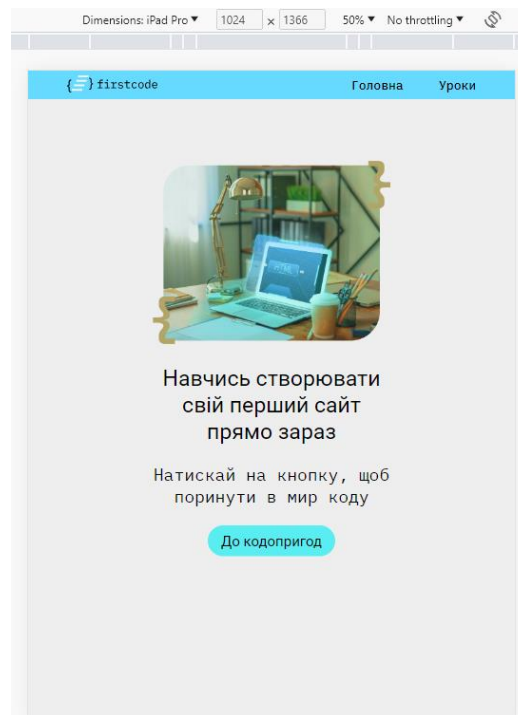 Dimensions: iPad Pro ▼ 1024 x 1366 50% ▼ No throttling ▼
{ } firstcode Головна Уроки
HTML
Навчись створювати
свій перший сайт
прямо зараз
Натискай на кнопку, щоб
поринути в мир коду
До кодопригод